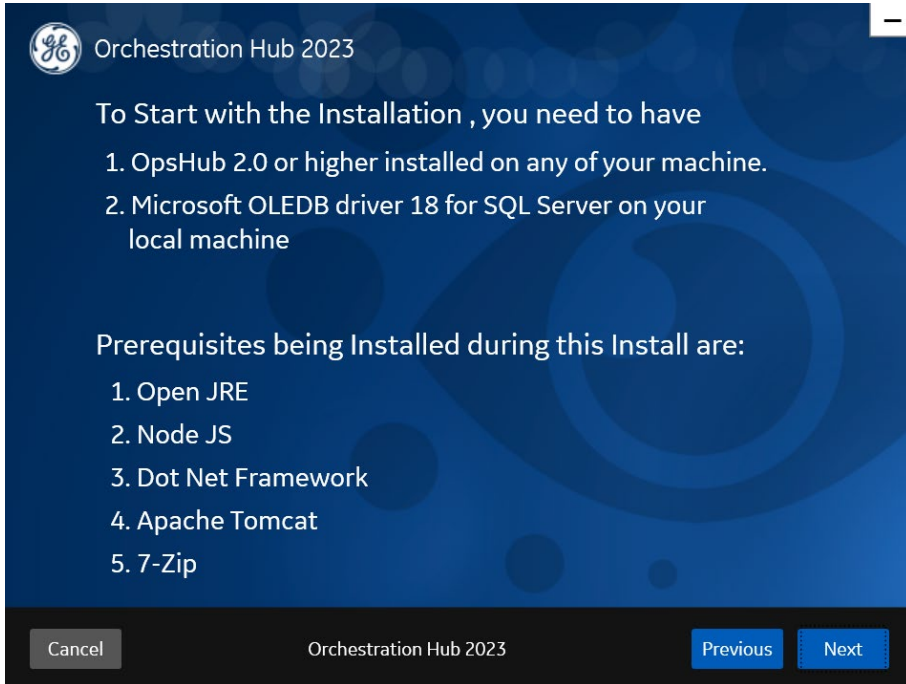 Orchestration Hub 2023
To Start with the Installation , you need to have
1. OpsHub 2.0 or higher installed on any of your machine.
2. Microsoft OLEDB driver 18 for SQL Server on your
local machine
Prerequisites being Installed during this Install are:
1. Open JRE
2. Node JS
3. Dot Net Framework
4. Apache Tomcat
5. 7-Zip
Cancel
Orchestration Hub 2023
Previous
Next